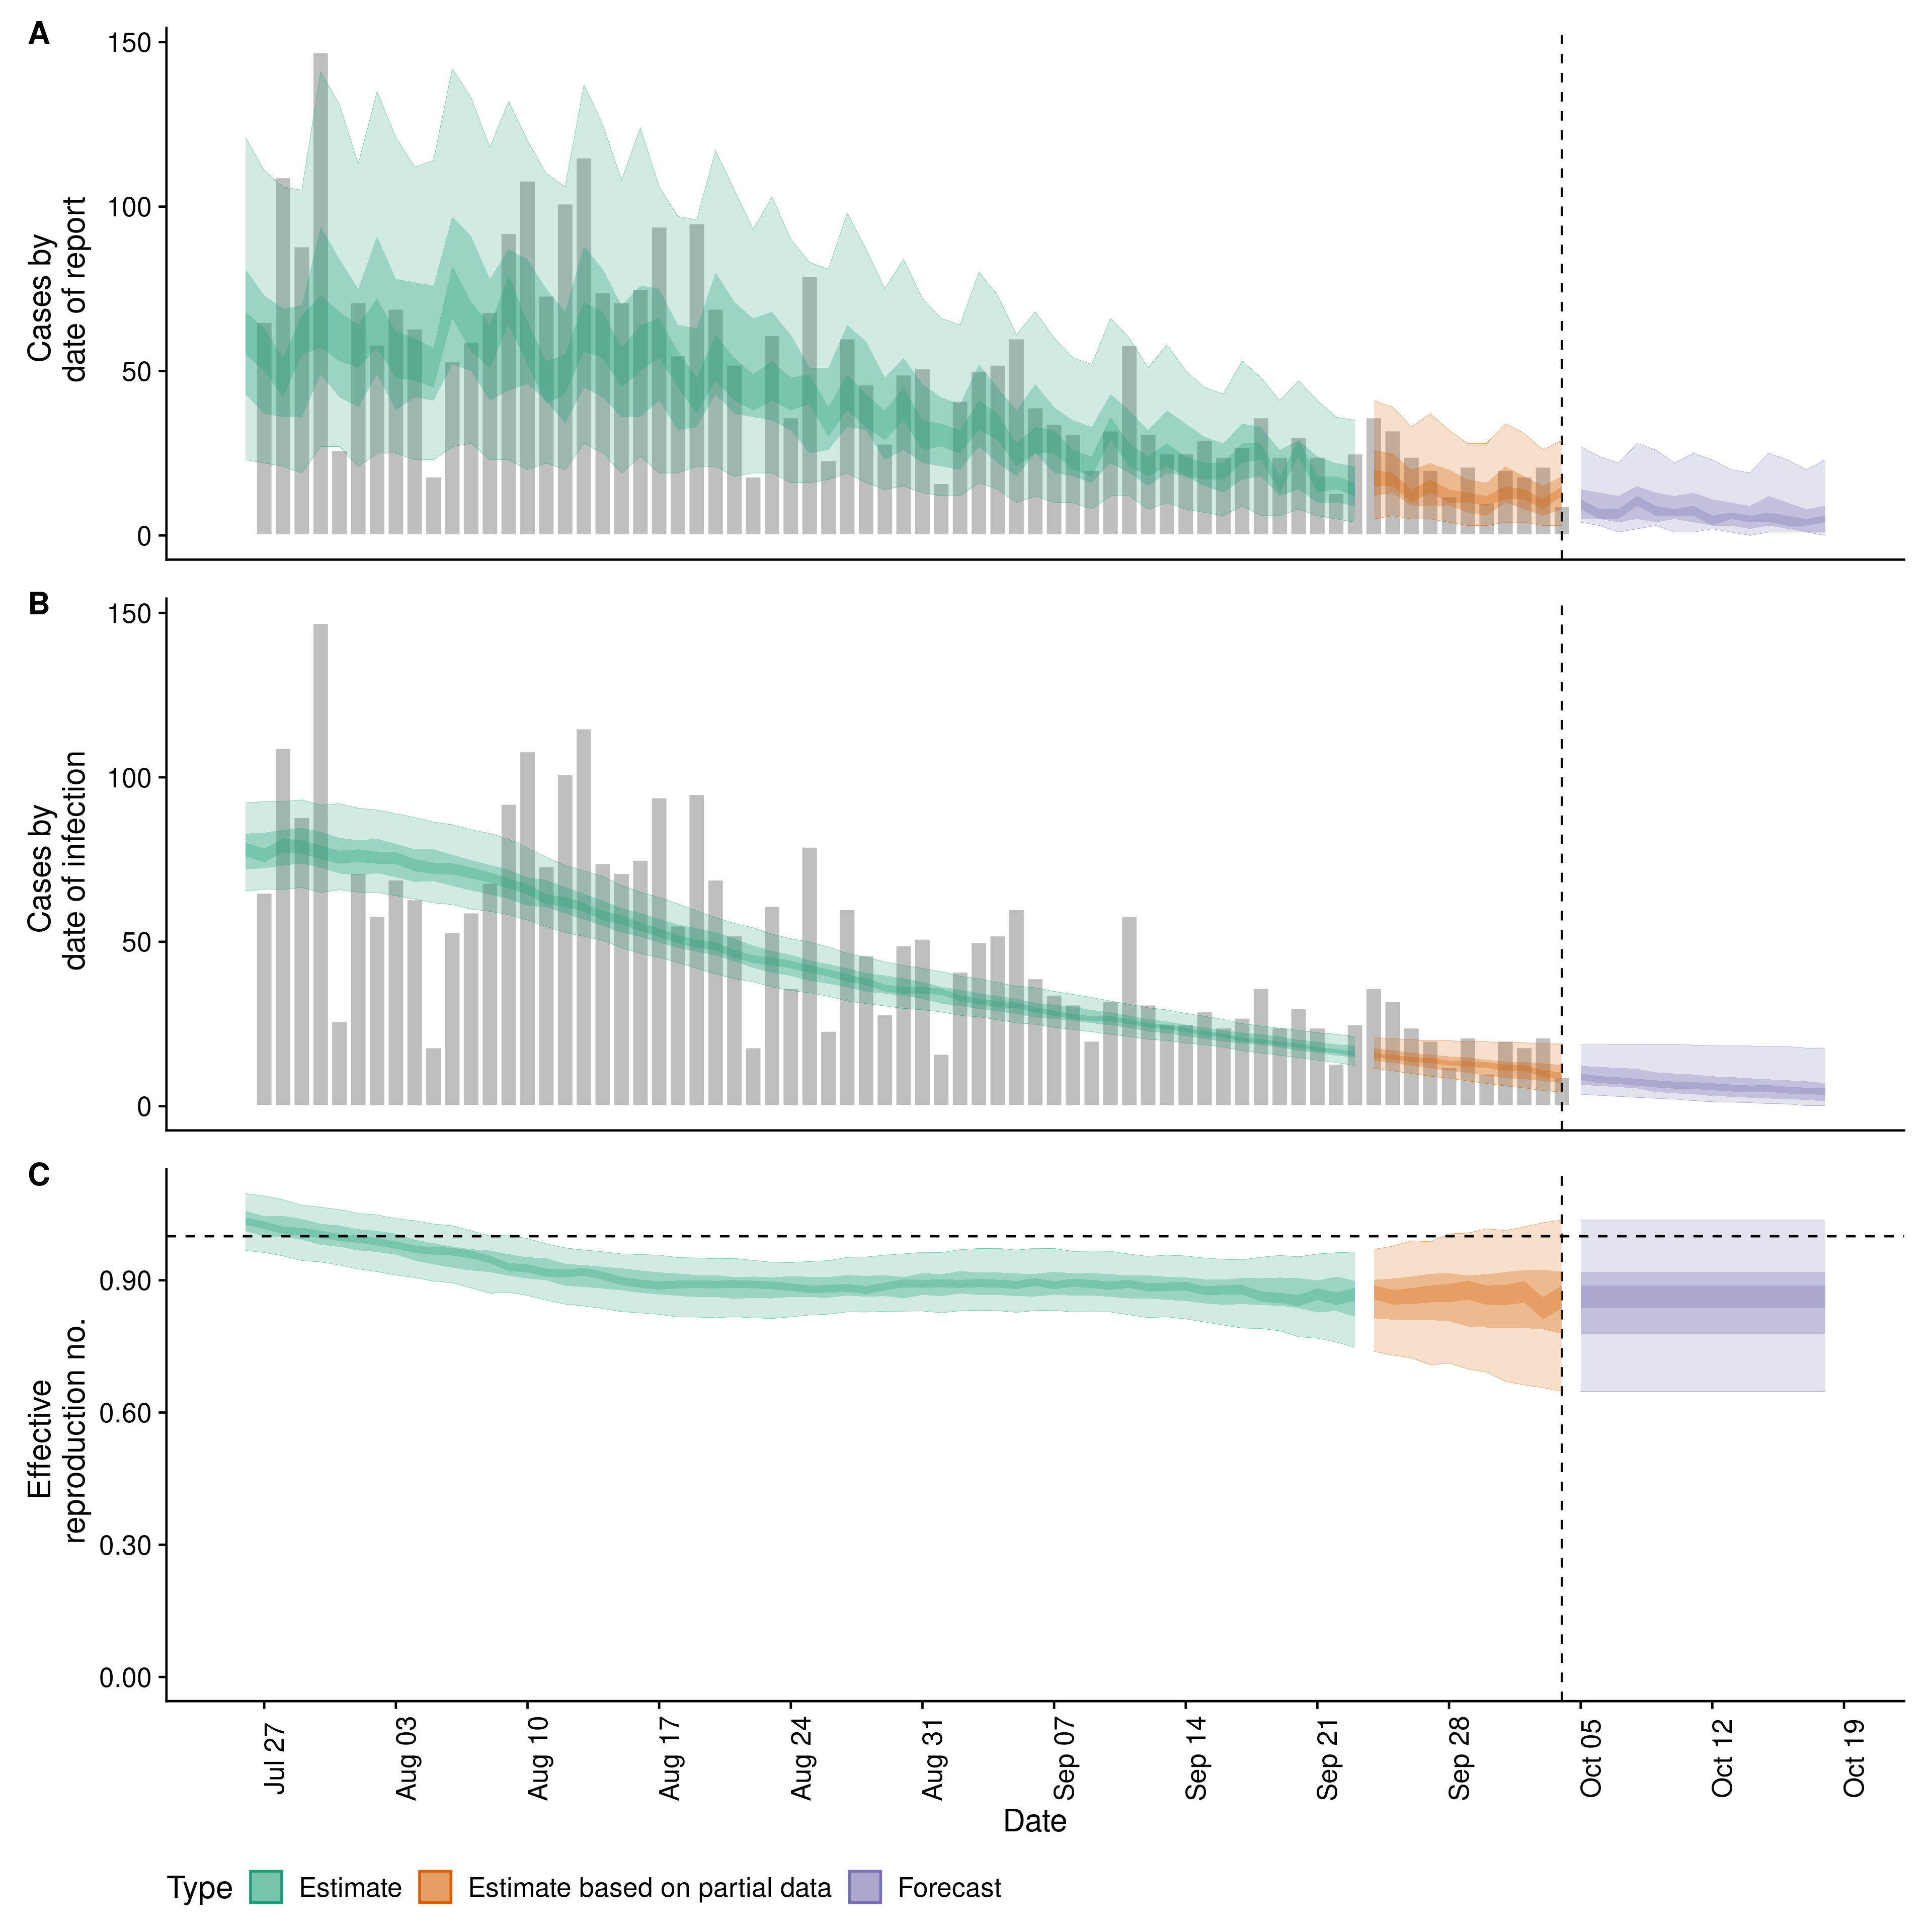 A
150
100
50
0
Cases by
date of report
B
150
100
50
0
Cases by
date of infection
C
0.90
0.60
0.30
0.00
Effective
reproduction no.
Jul 27
Aug 03
Aug 10
Aug 17
Aug 24
Aug 31
Sep 07
Sep 14
Sep 21
Sep 28
Oct 05
Oct 12
Oct 19
Date
Type Estimate Estimate based on partial data Forecast